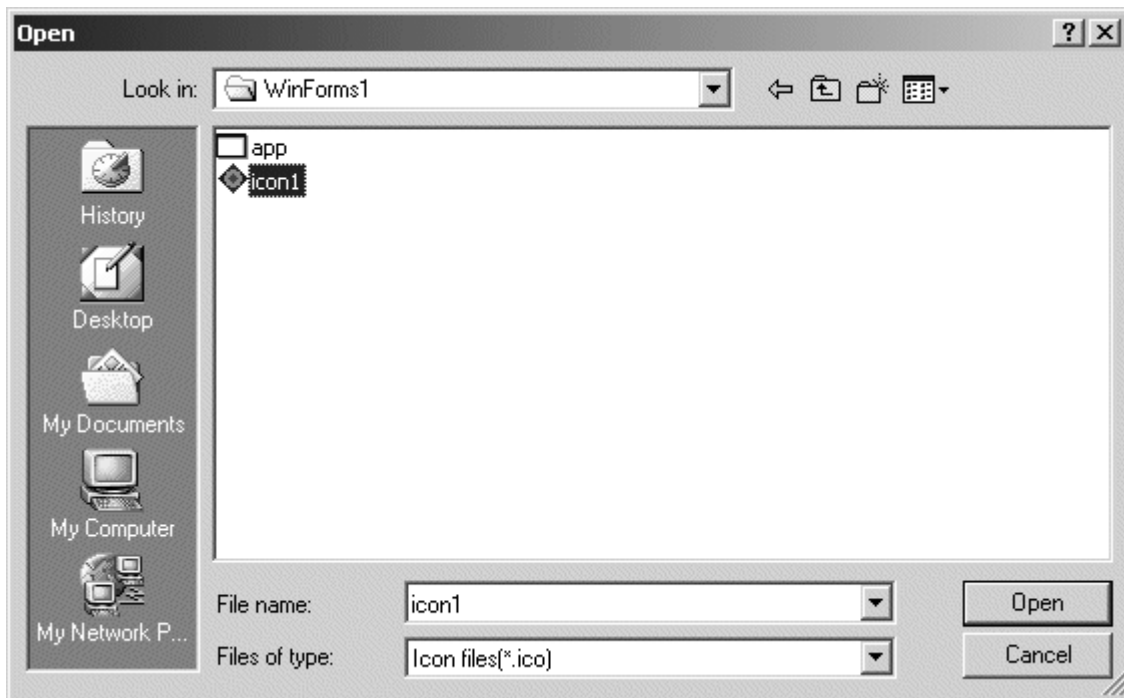 Open
Look in:
WinForms1
app
icon1
History
Desktop
My Documents
My Computer
My Network P...
File name:
icon1
Open
Files of type:
Icon files(*.ico)
Cancel